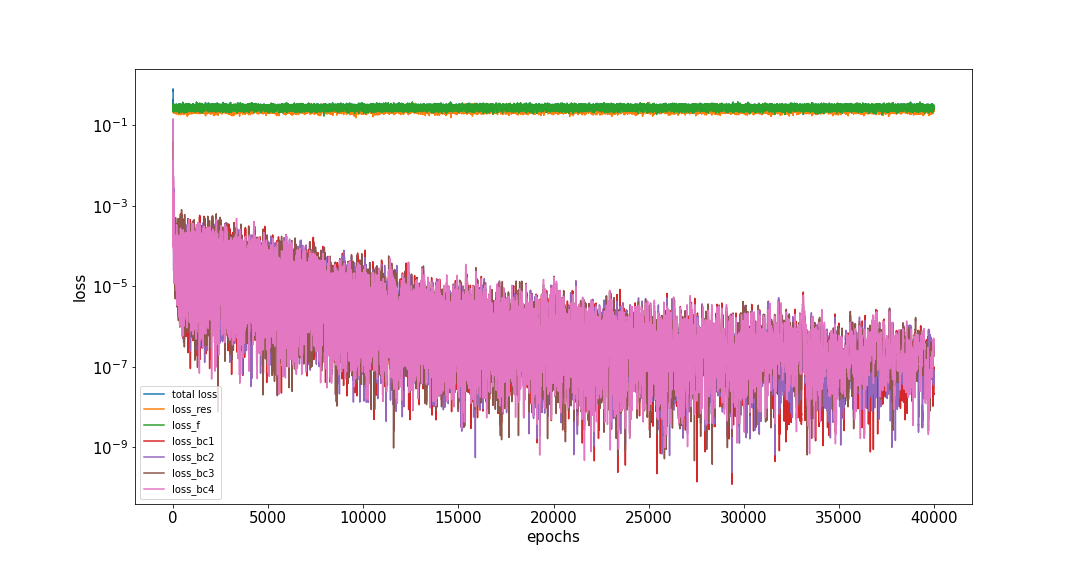 10⁻¹
10⁻³
10⁻⁵
10⁻⁷
10⁻⁹
loss
total loss
loss_res
loss_f
loss_bc1
loss_bc2
loss_bc3
loss_bc4
0 5000 10000 15000 20000 25000 30000 35000 40000
epochs